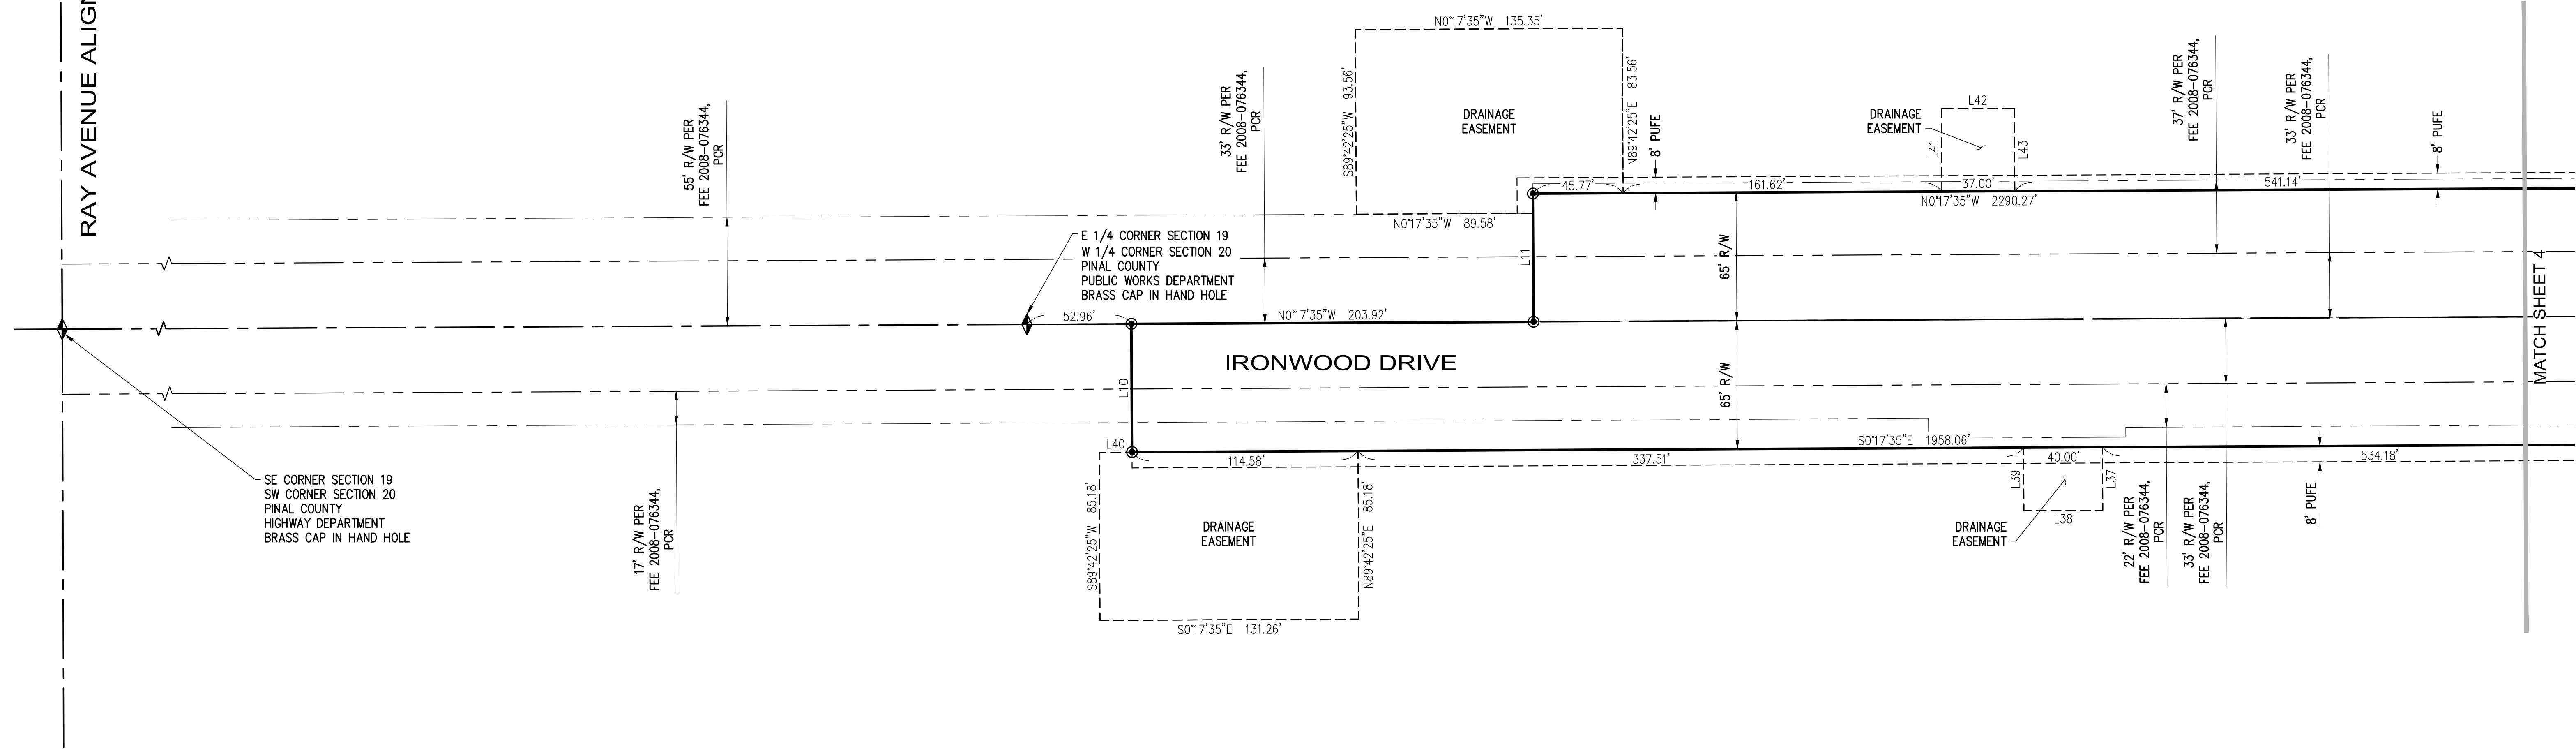 RAY AVENUE ALIGN
N0°17'35"W 135.35'
S89°42'25"W 93.56'
N89°42'25"E 83.56'
DRAINAGE
EASEMENT
8' PUFE
33' R/W PER
FEE 2008-076344,
PCR
55' R/W PER
FEE 2008-076344,
PCR
L42
DRAINAGE
EASEMENT
L41
L43
37' R/W PER
FEE 2008-076344,
PCR
33' R/W PER
FEE 2008-076344,
PCR
8' PUFE
45.77'
161.62'
37.00'
541.14'
N0°17'35"W 2290.27'
N0°17'35"W 89.58'
E 1/4 CORNER SECTION 19
W 1/4 CORNER SECTION 20
PINAL COUNTY
PUBLIC WORKS DEPARTMENT
BRASS CAP IN HAND HOLE
L11
65' R/W
52.96'
N0°17'35"W 203.92'
MATCH SHEET 4
IRONWOOD DRIVE
L10
65' R/W
L40
S0°17'35"E 1958.06'
114.58'
337.51'
40.00'
534.18'
SE CORNER SECTION 19
SW CORNER SECTION 20
PINAL COUNTY
HIGHWAY DEPARTMENT
BRASS CAP IN HAND HOLE
17' R/W PER
FEE 2008-076344,
PCR
S89°42'25"W 85.18'
DRAINAGE
EASEMENT
N89°42'25"E 85.18'
S0°17'35"E 131.26'
L39
L37
L38
DRAINAGE
EASEMENT
22' R/W PER
FEE 2008-076344,
PCR
33' R/W PER
FEE 2008-076344,
PCR
8' PUFE